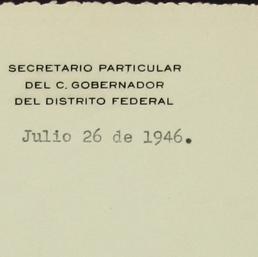 SECRETARIO PARTICULAR
DEL C. GOBERNADOR
DEL DISTRITO FEDERAL
Julio 26 de 1946.